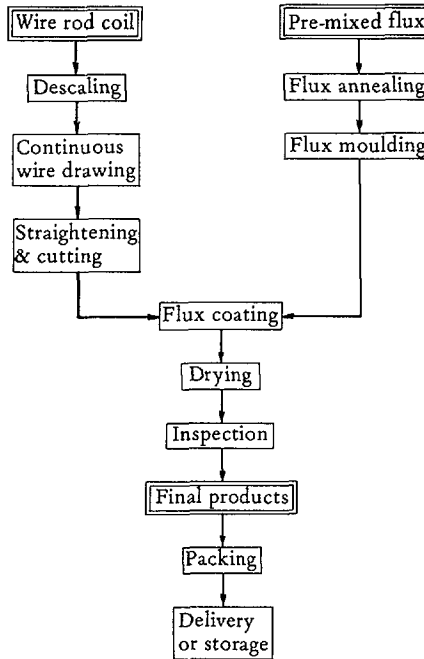 Wire rod coil
Descaling
Continuous
wire drawing
Straightening
& cutting
Pre-mixed flux
Flux annealing
Flux moulding
Flux coating
Drying
Inspection
Final products
Packing
Delivery
or storage